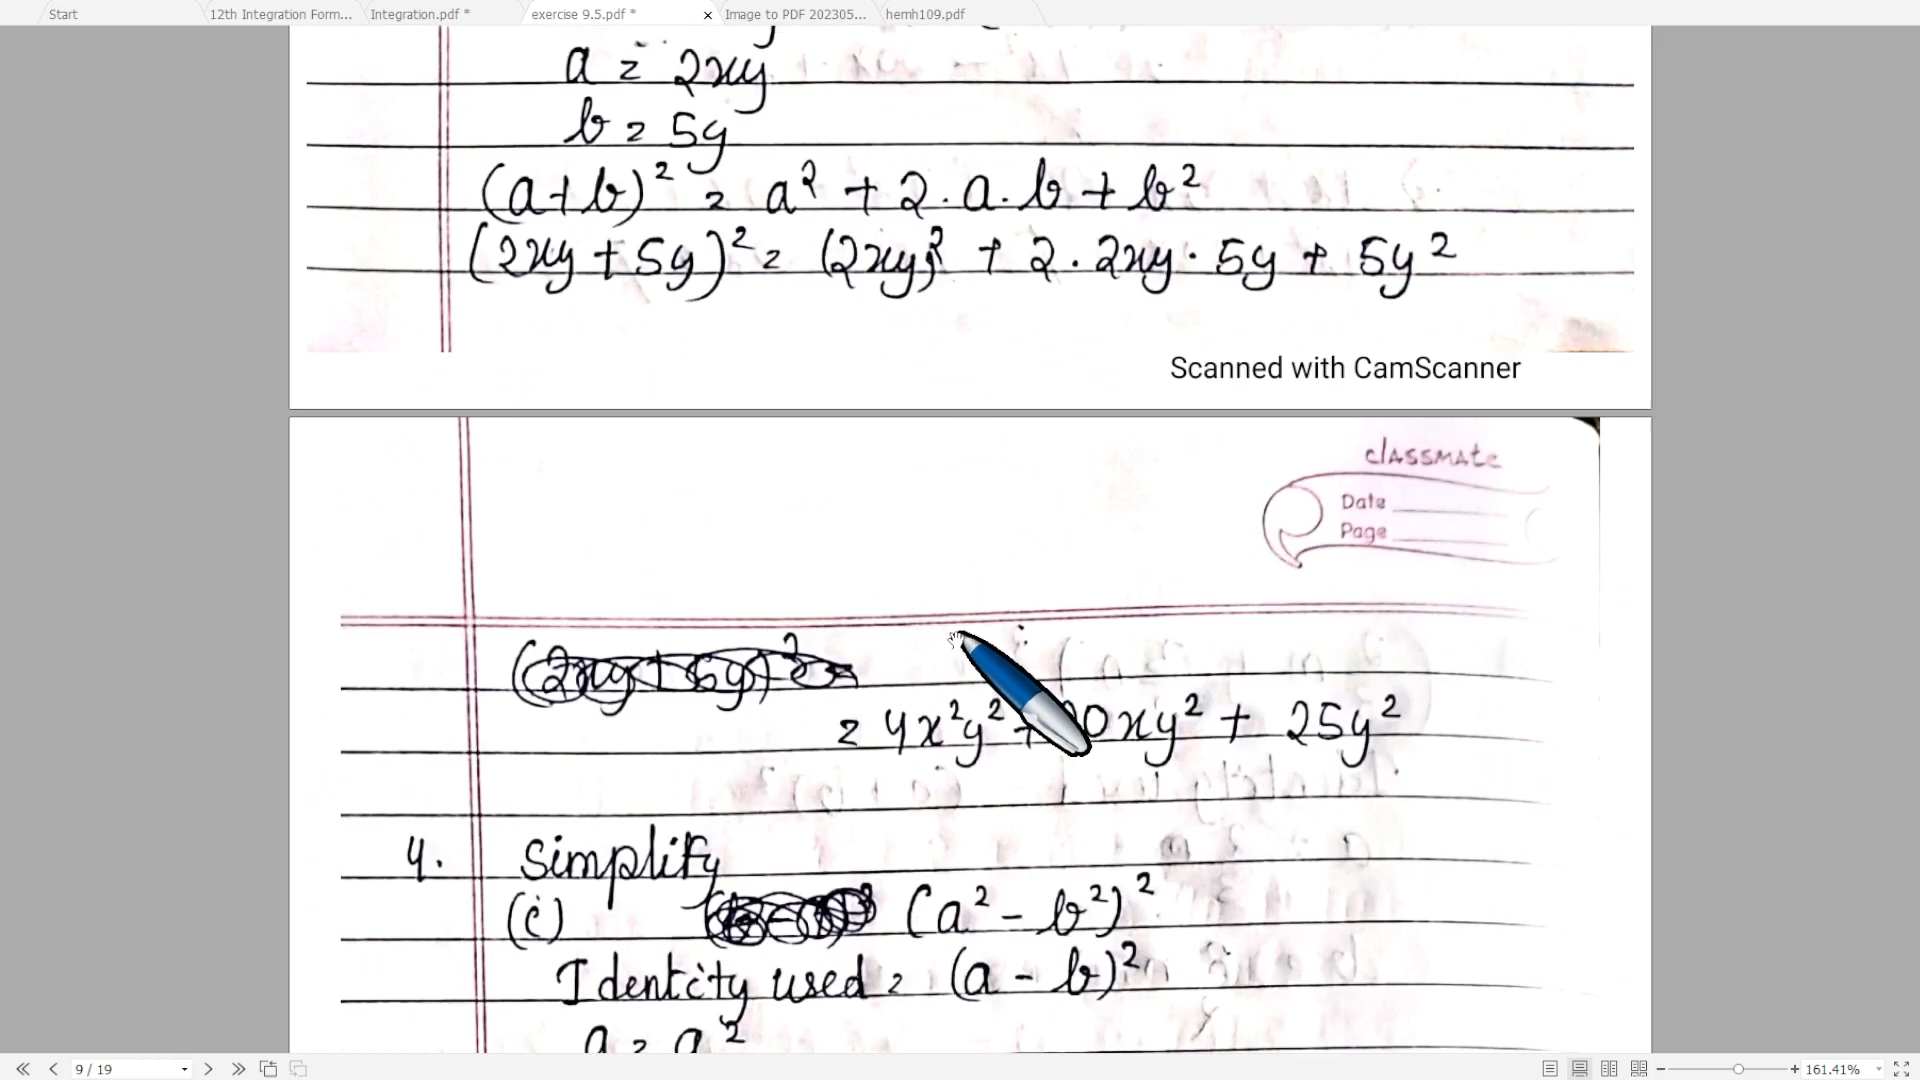 Start 12th Integration Form... Integration.pdf * exercise 9.5.pdf * × Image to PDF 202305... hemh109.pdf
a = 2xy
b = 5y
(a+b)² = a² + 2.a.b + b²
(2xy + 5y)² = (2xy)² + 2 . 2xy . 5y + 5y²
Scanned with CamScanner
classmate
Date
Page
= 4x²y² + 20xy² + 25y²
4. Simplify
(i) (a² - b²)²
Identity used = (a - b)²
a = a²
9 / 19 161.41%